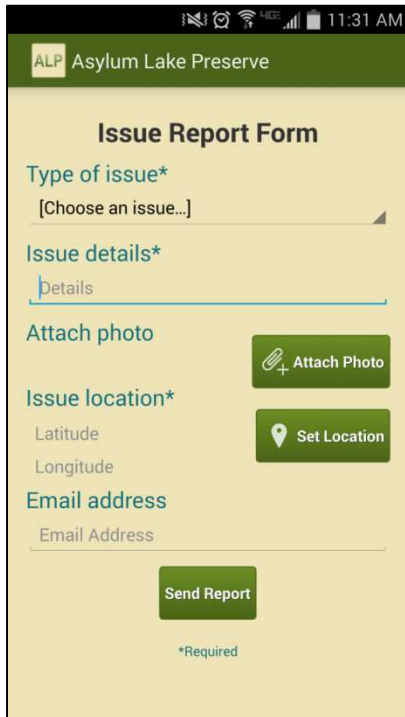 4G 11:31 AM
ALP Asylum Lake Preserve
Issue Report Form
Type of issue*
[Choose an issue...]
Issue details*
Details
Attach photo
Attach Photo
Issue location*
Latitude
Set Location
Longitude
Email address
Email Address
Send Report
*Required